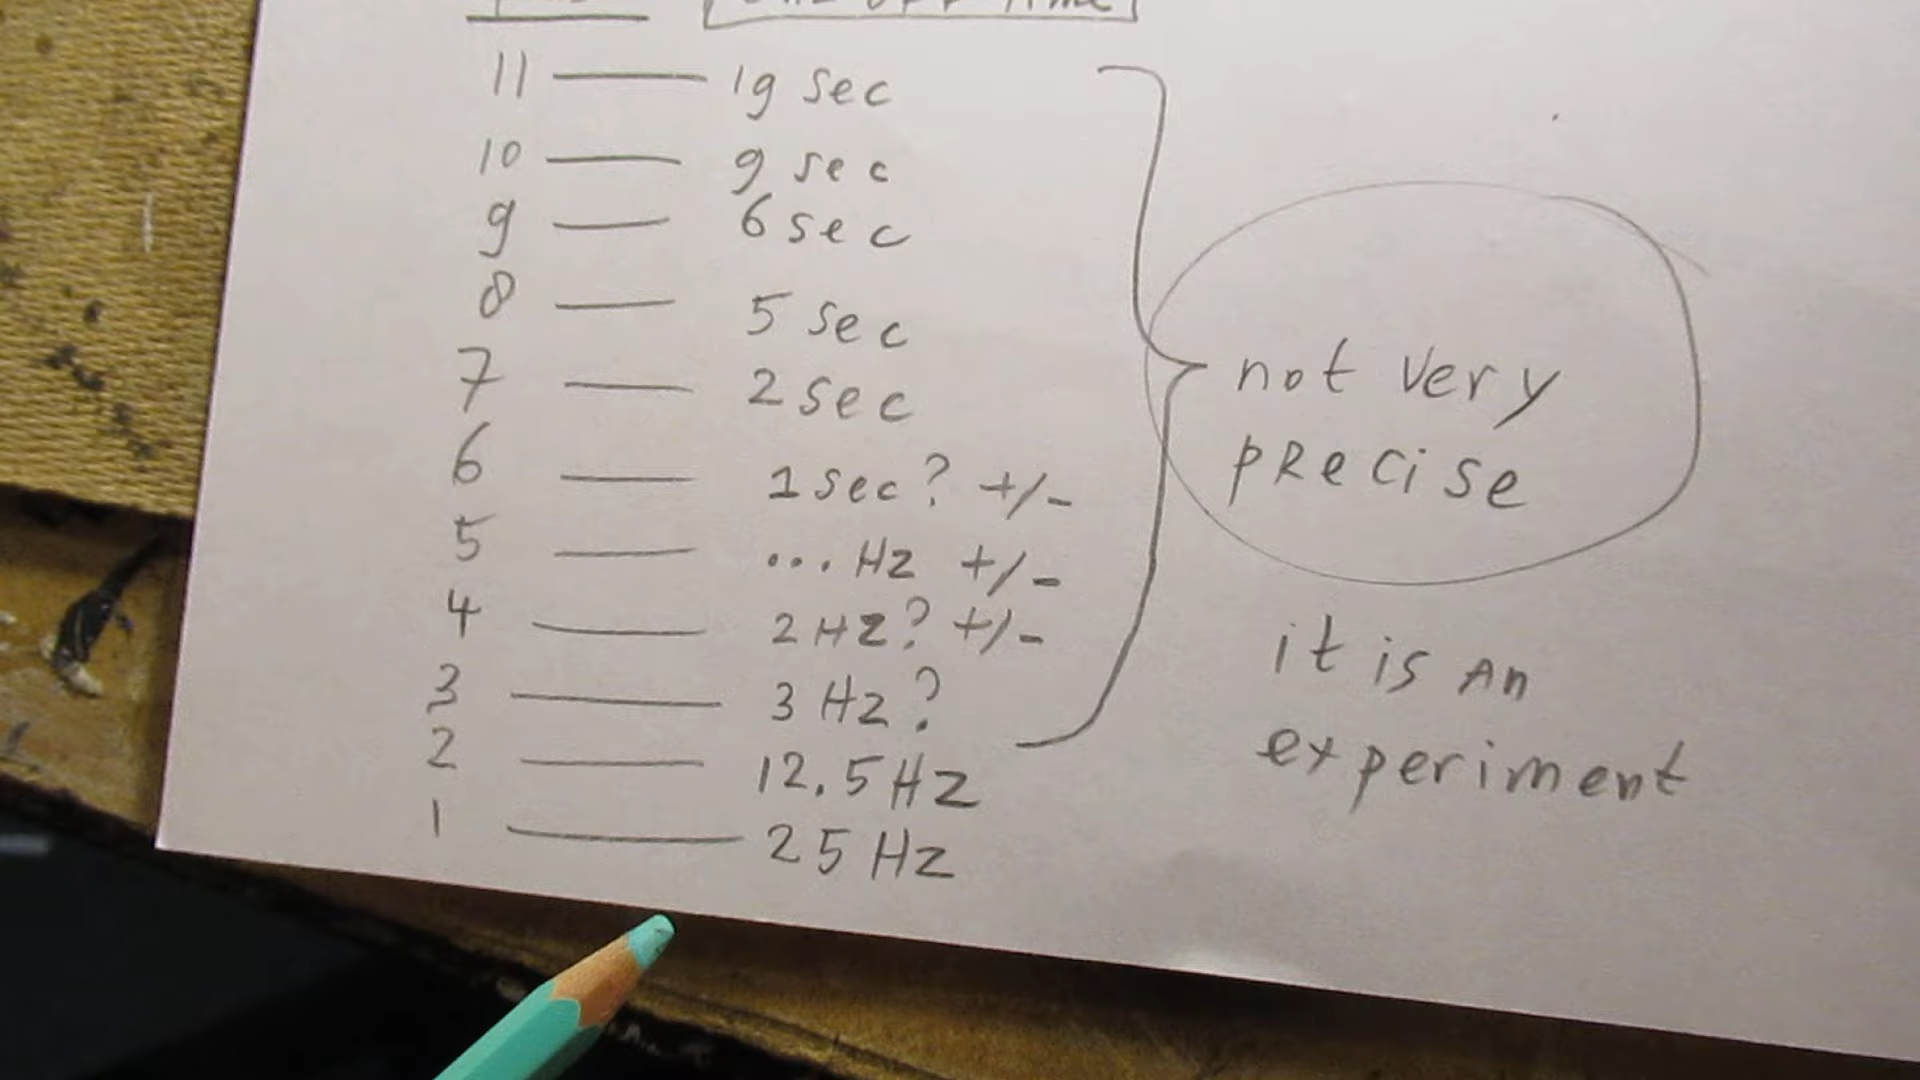 11 — 19 sec
10 — 9 sec
9 — 6 sec
8 — 5 sec
7 — 2 sec
6 — 1 sec? +/-
5 — ... Hz +/-
4 — 2 Hz? +/-
3 — 3 Hz?
2 — 12.5 Hz
1 — 25 Hz
not very
precise
it is An
experiment